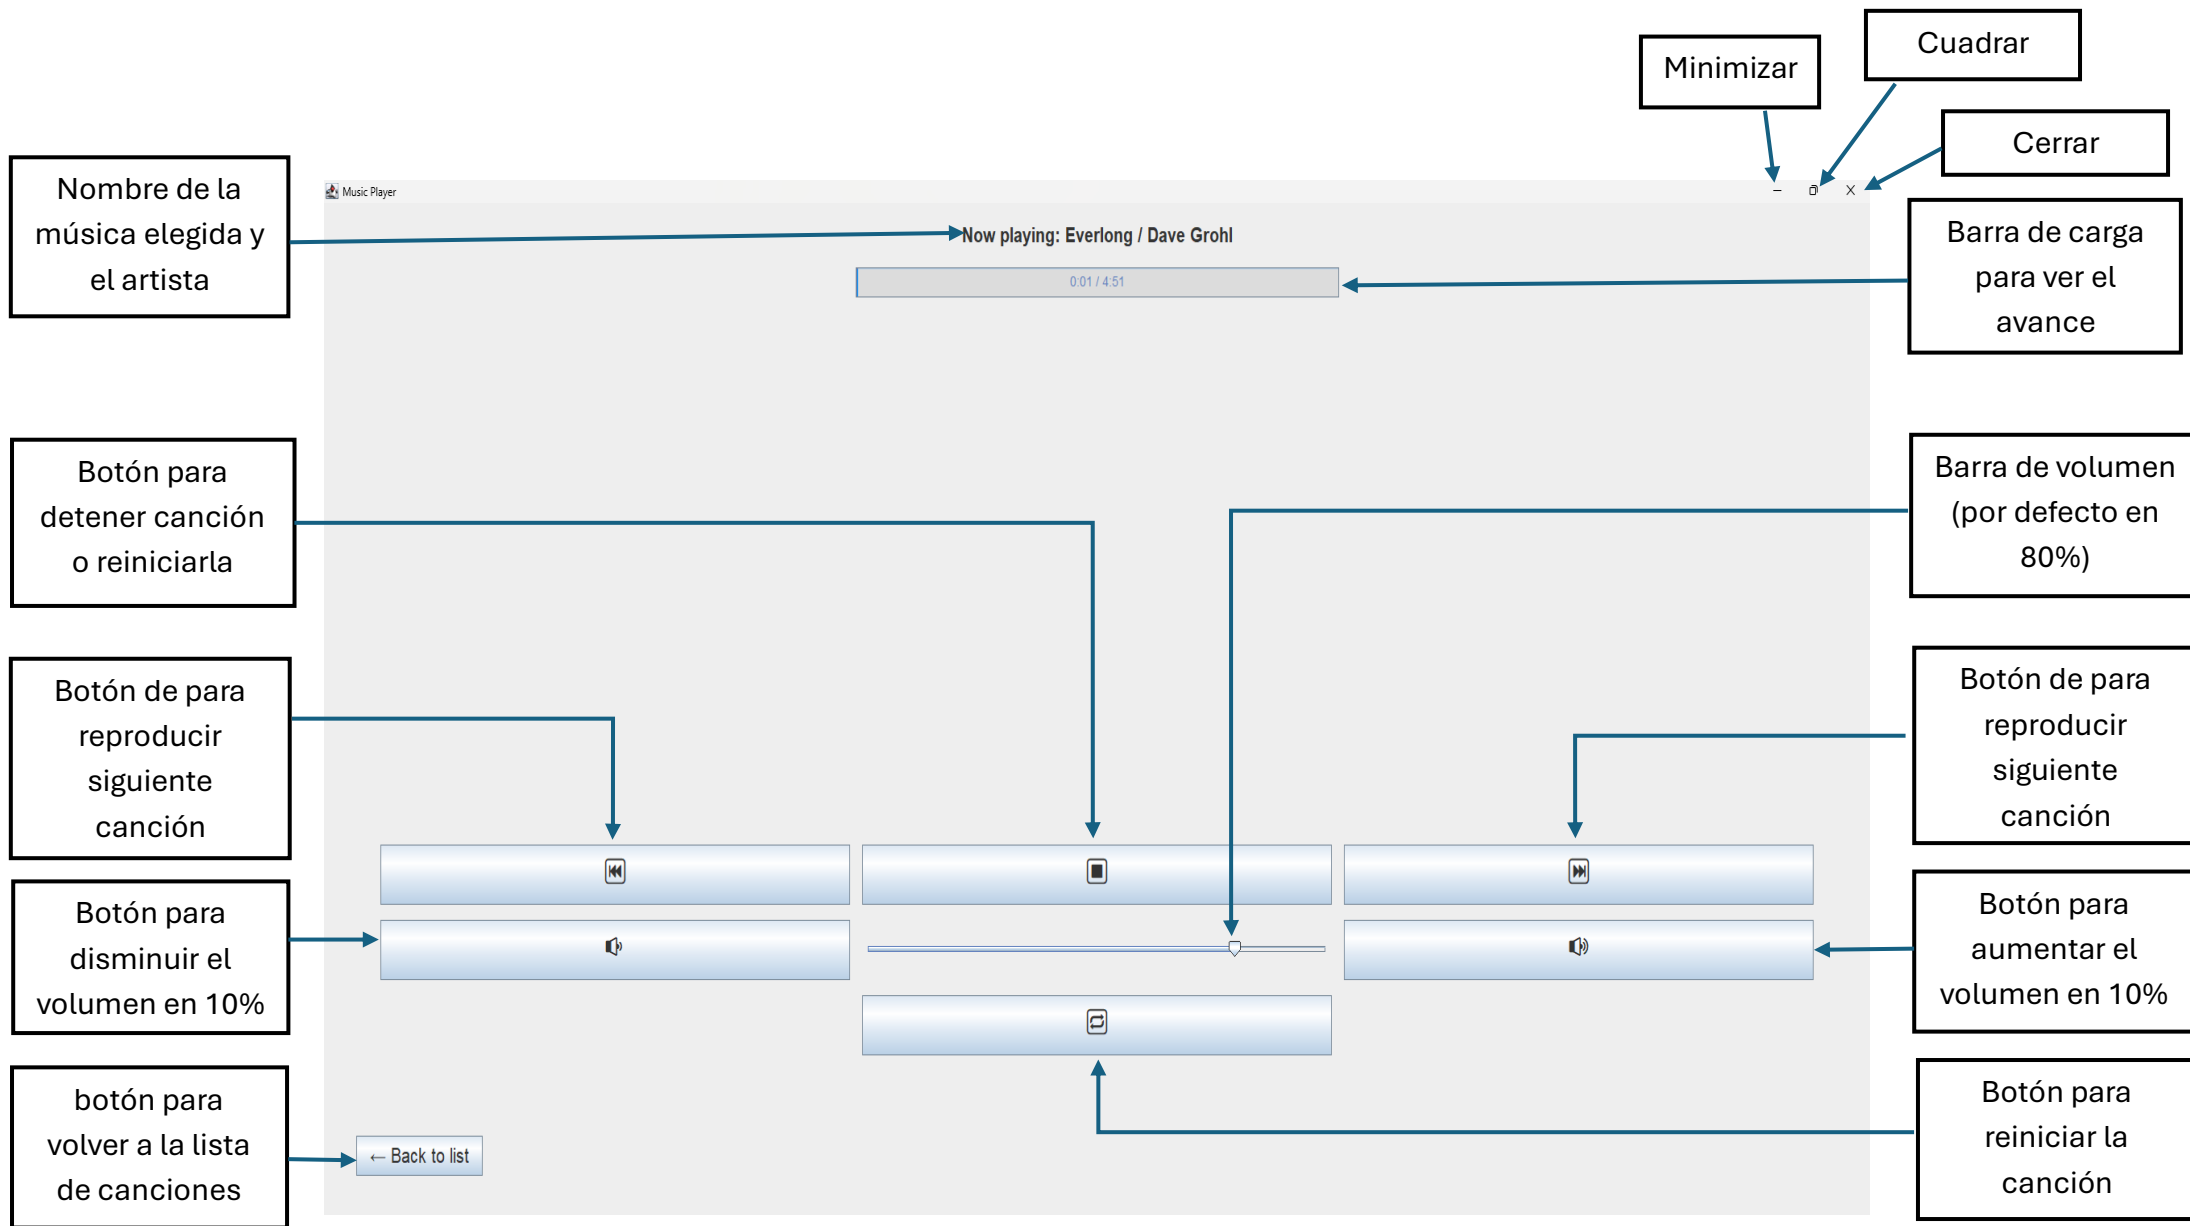 Minimizar
Cuadrar
Cerrar
Nombre de la
música elegida y
el artista
Music Player
Now playing: Everlong / Dave Grohl
0:01 / 4:51
Barra de carga
para ver el
avance
Botón para
detener canción
o reiniciarla
Barra de volumen
(por defecto en
80%)
Botón de para
reproducir
siguiente
canción
Botón de para
reproducir
siguiente
canción
Botón para
disminuir el
volumen en 10%
Botón para
aumentar el
volumen en 10%
botón para
volver a la lista
de canciones
← Back to list
Botón para
reiniciar la
canción